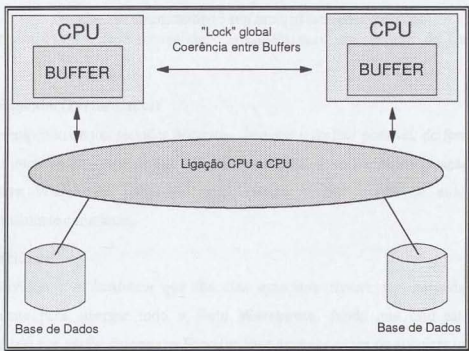 CPU
"Lock" global
Coerência entre Buffers
CPU
BUFFER
BUFFER
Ligação CPU a CPU
Base de Dados
Base de Dados